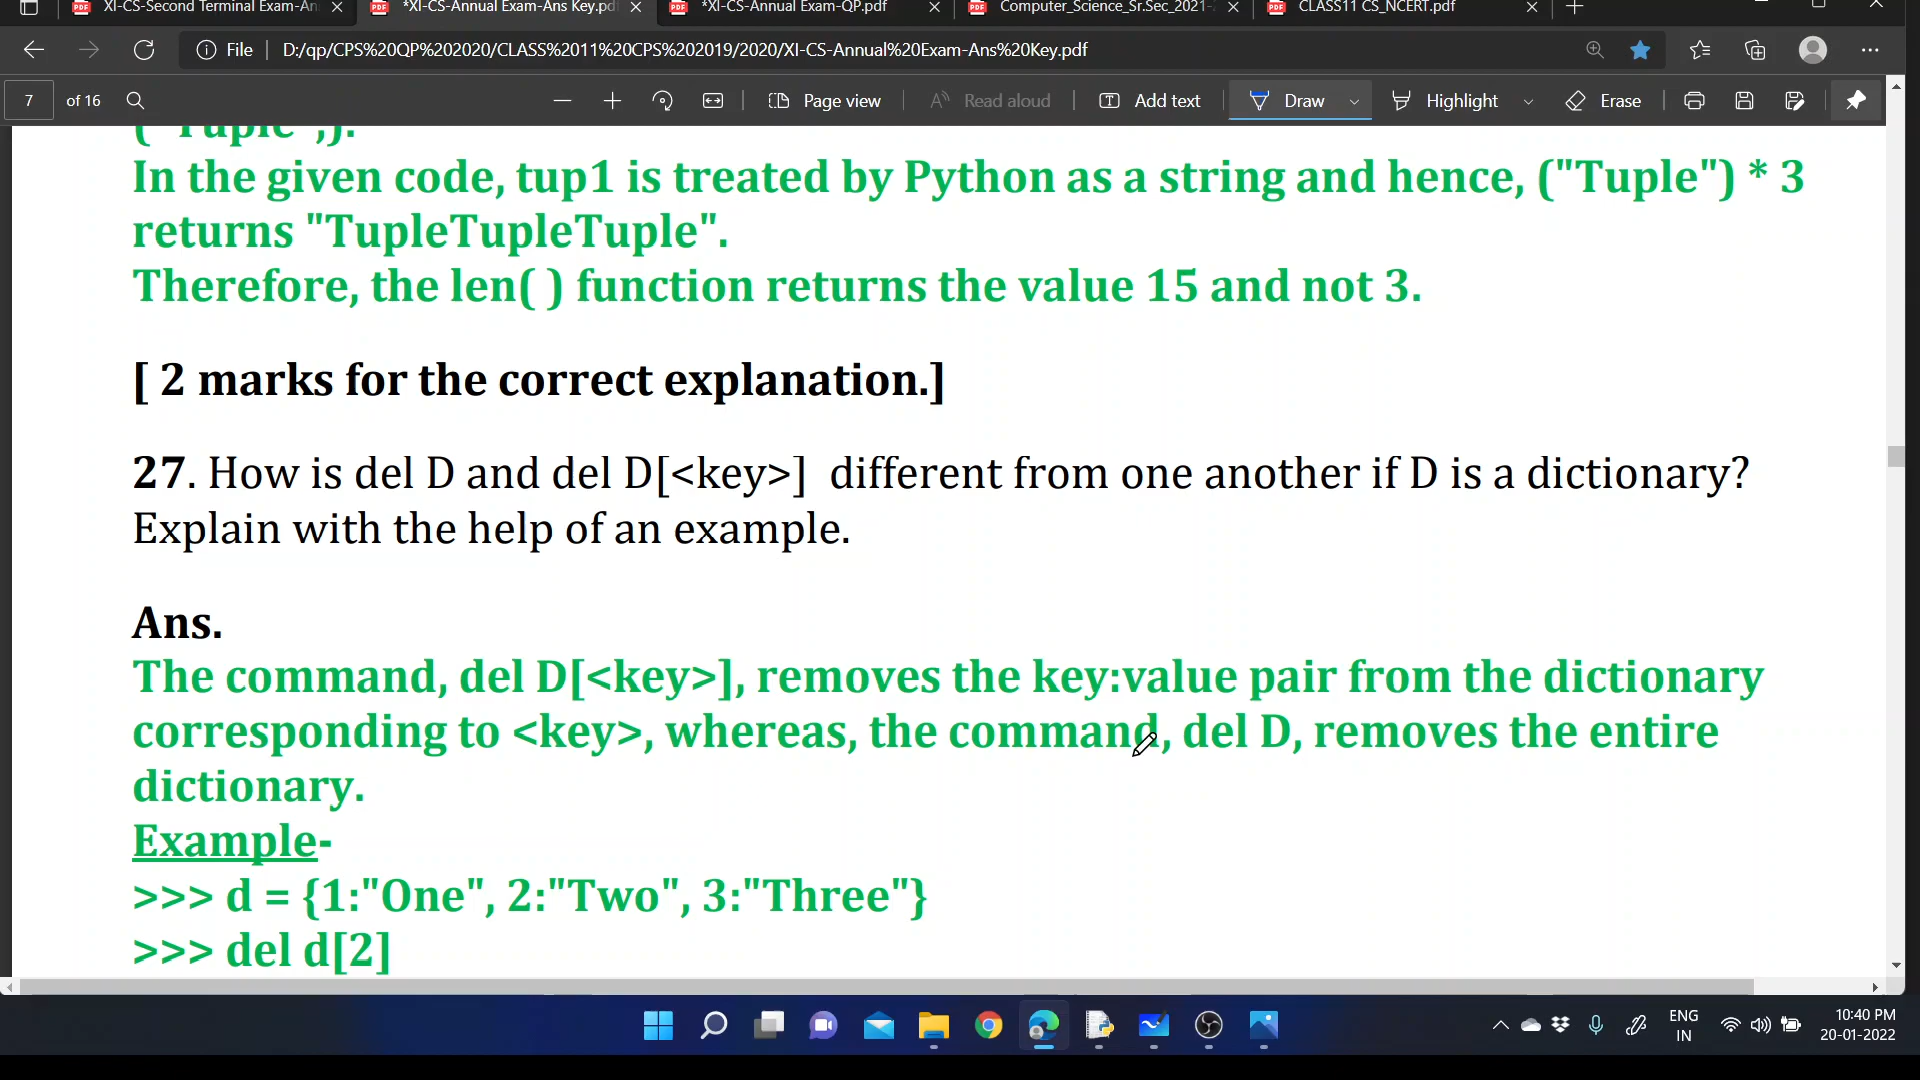 XI-CS-Second Terminal Exam-An
*XI-CS-Annual Exam-Ans Key.pdf
*XI-CS-Annual Exam-QP.pdf
Computer_Science_Sr.Sec_2021-
CLASS11 CS_NCERT.pdf
File
D:/qp/CPS%20QP%202020/CLASS%2011%20CPS%202019/2020/XI-CS-Annual%20Exam-Ans%20Key.pdf
7 of 16
Page view
Read aloud
Add text
Draw
Highlight
Erase
("Tuple",).
In the given code, tup1 is treated by Python as a string and hence, ("Tuple") * 3
returns "TupleTupleTuple".
Therefore, the len( ) function returns the value 15 and not 3.
[ 2 marks for the correct explanation.]
27. How is del D and del D[<key>] different from one another if D is a dictionary?
Explain with the help of an example.
Ans.
The command, del D[<key>], removes the key:value pair from the dictionary
corresponding to <key>, whereas, the command, del D, removes the entire
dictionary.
Example-
>>> d = {1:"One", 2:"Two", 3:"Three"}
>>> del d[2]
ENG
IN
10:40 PM
20-01-2022